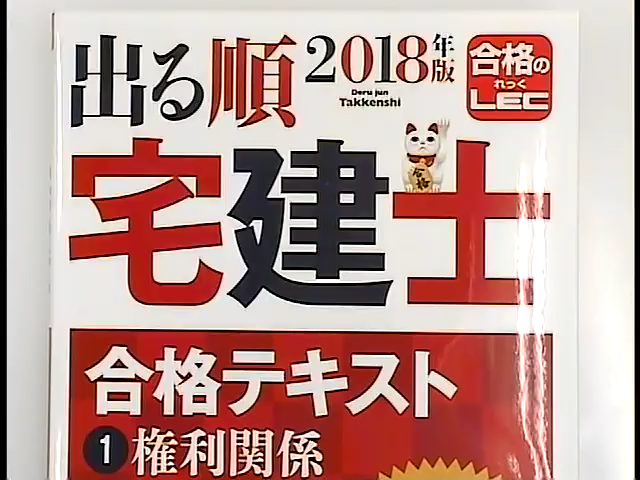 出る順 2018年版
Deru jun
Takkenshi
合格の
れっく
LEC
合格
宅建士
合格テキスト
1 権利関係